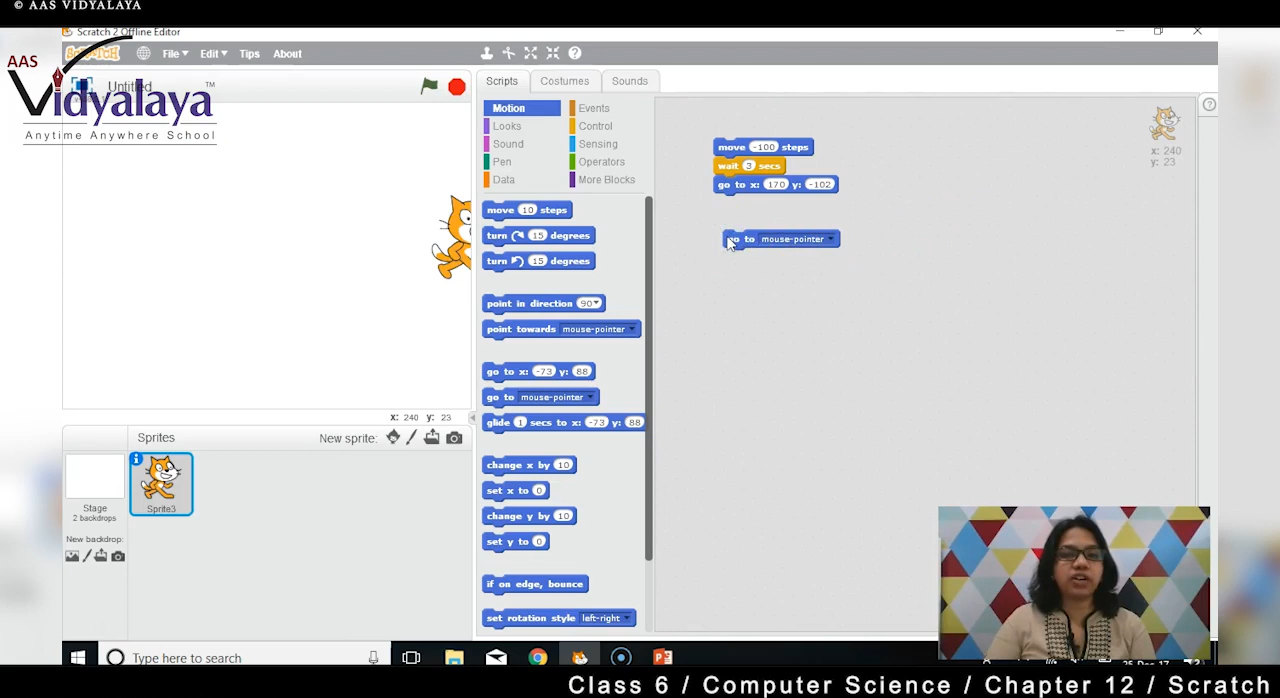 © AAS VIDYALAYA
Scratch 2 Offline Editor
SCRATCH File Edit Tips About
AAS
Vidyalaya™
Anytime Anywhere School
Untitled
Scripts Costumes Sounds
Motion Events
Looks Control
Sound Sensing
Pen Operators
Data More Blocks
move 10 steps
turn 15 degrees
turn 15 degrees
point in direction 90
point towards mouse-pointer
go to x: -73 y: 88
go to mouse-pointer
glide 1 secs to x: -73 y: 88
change x by 10
set x to 0
change y by 10
set y to 0
if on edge, bounce
set rotation style left-right
move -100 steps
wait 3 secs
go to x: 170 y: -102
go to mouse-pointer
x: 240
y: 23
x: 240 y: 23
Sprites New sprite:
Sprite3
Stage
2 backdrops
New backdrop:
Type here to search
25-Dec-17
Class 6 / Computer Science / Chapter 12 / Scratch